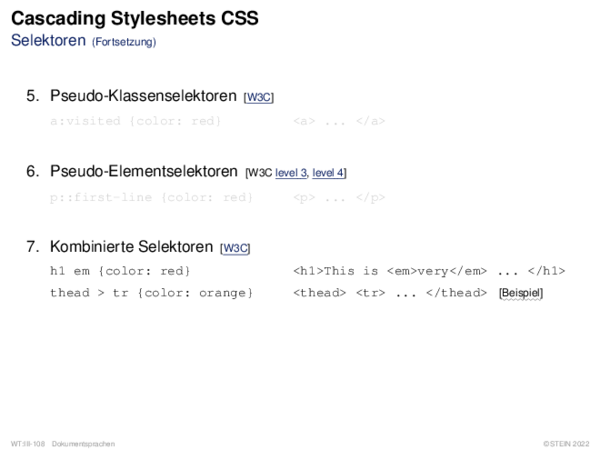 Cascading Stylesheets CSS
Selektoren (Fortsetzung)
5. Pseudo-Klassenselektoren [W3C]
a:visited {color: red} <a> ... </a>
6. Pseudo-Elementselektoren [W3C level 3, level 4]
p::first-line {color: red} <p> ... </p>
7. Kombinierte Selektoren [W3C]
h1 em {color: red} <h1>This is <em>very</em> ... </h1>
thead > tr {color: orange} <thead> <tr> ... </thead> [Beispiel]
WT:III-108 Dokumentsprachen ©STEIN 2022